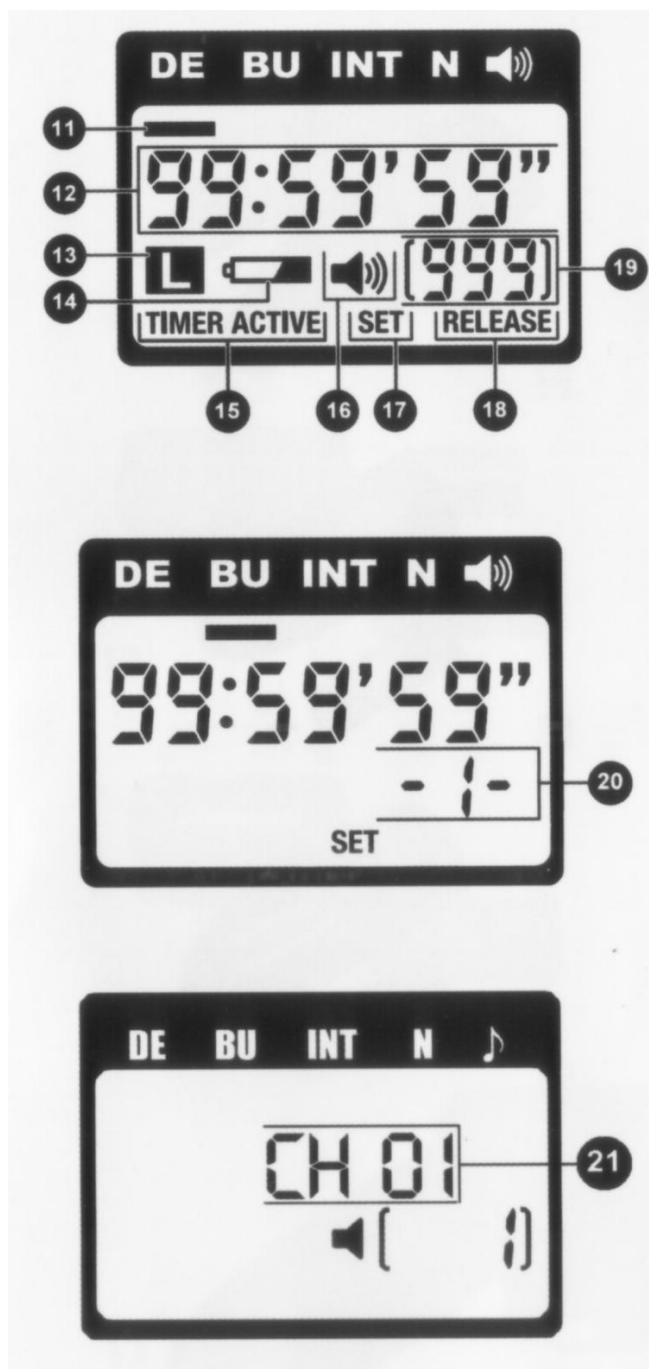 DE BU INT N
11
12 99:59'59"
13 L [999] 19
14
TIMER ACTIVE SET RELEASE
15 16 17 18
DE BU INT N
99:59'59"
-1- 20
SET
DE BU INT N ♪
CH 01 21
[ 1]